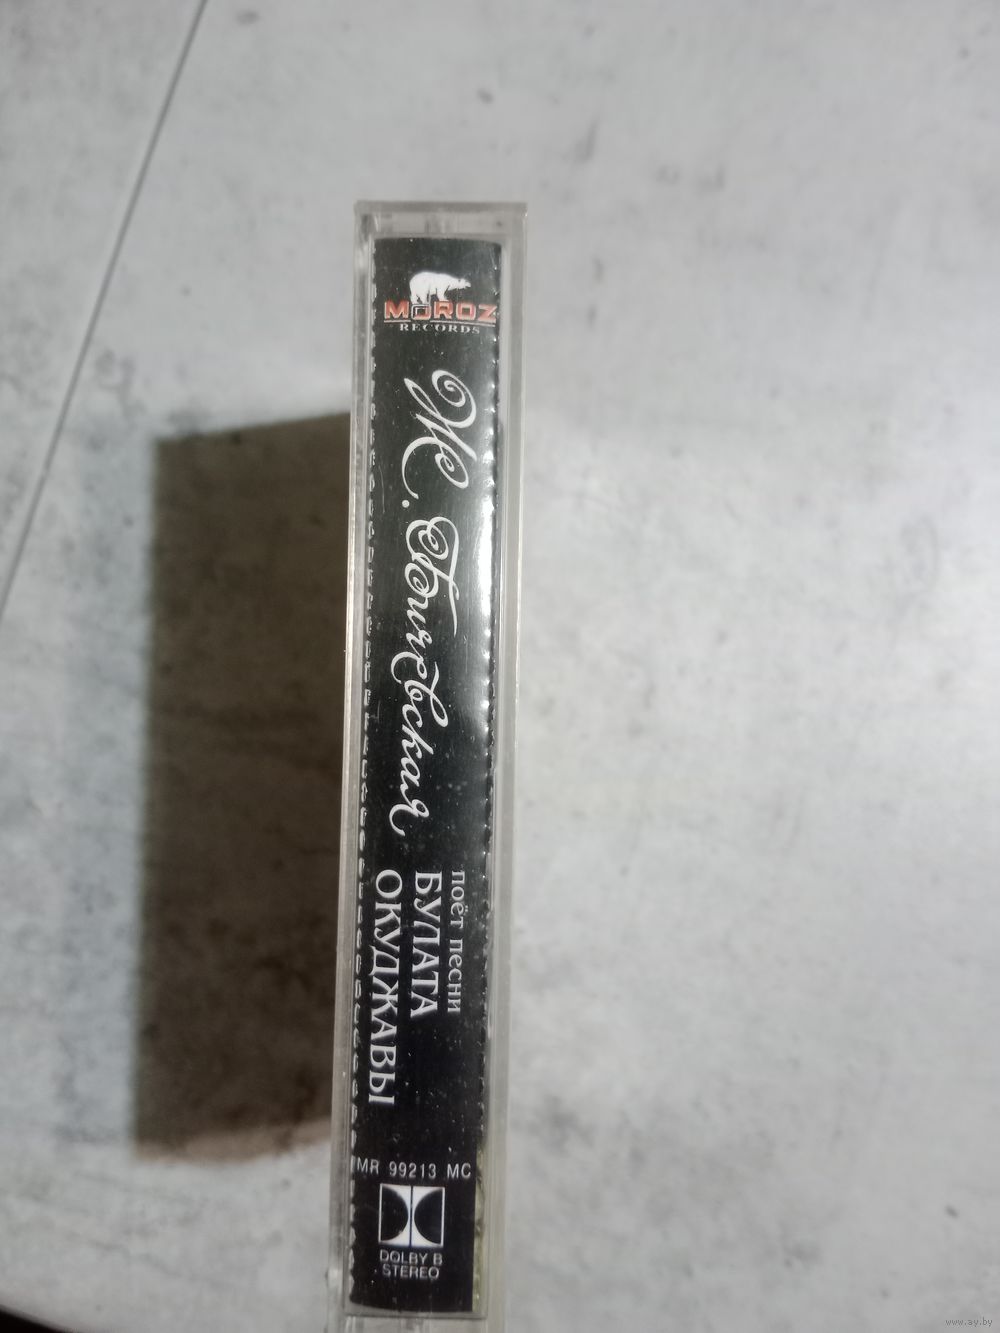 MOROZ
RECORDS
Ж. Бичевская
поёт песни
БУЛАТА
ОКУДЖАВЫ
MR 99213 MC
DOLBY B
STEREO
www.ay.by